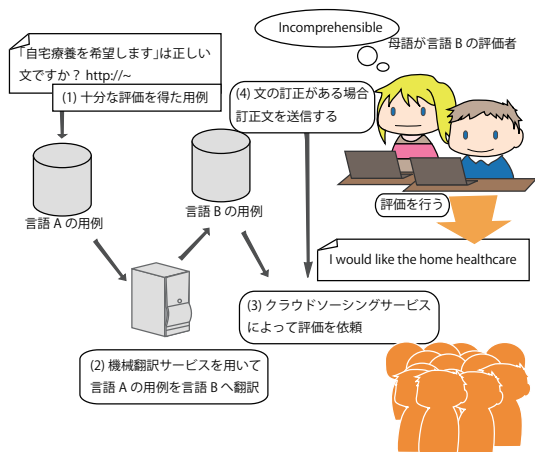 Incomprehensible
母語が言語 B の評価者
「自宅療養を希望します」は正しい
文ですか？ http://~
(1) 十分な評価を得た用例
(4) 文の訂正がある場合
訂正文を送信する
言語 A の用例
言語 B の用例
評価を行う
I would like the home healthcare
(3) クラウドソーシングサービス
によって評価を依頼
(2) 機械翻訳サービスを用いて
言語 A の用例を言語 B へ翻訳